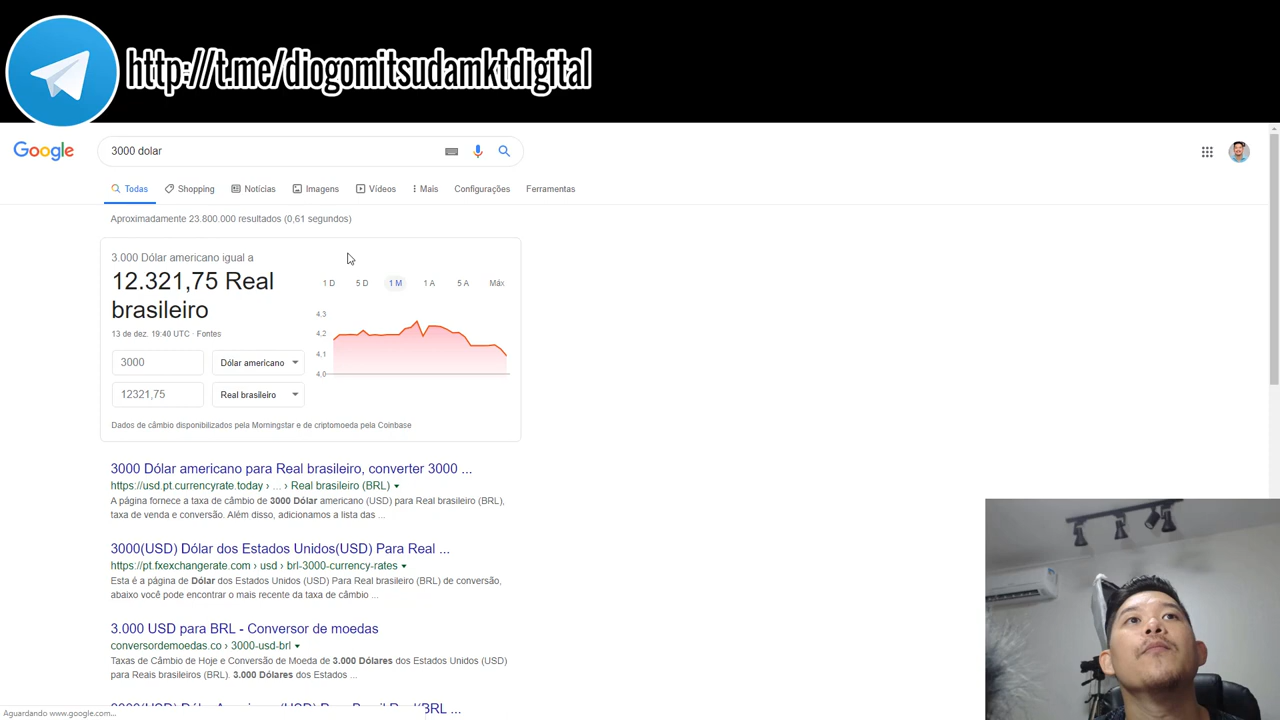 http://t.me/diogomitsudamktdigital
Google
3000 dolar
Todas
Shopping
Notícias
Imagens
Vídeos
Mais
Configurações
Ferramentas
Aproximadamente 23.800.000 resultados (0,61 segundos)
3.000 Dólar americano igual a
12.321,75 Real
brasileiro
13 de dez. 19:40 UTC · Fontes
1 D
5 D
1 M
1 A
5 A
Máx
4,3
4,2
4,1
4,0
3000
Dólar americano
12321,75
Real brasileiro
Dados de câmbio disponibilizados pela Morningstar e de criptomoeda pela Coinbase
3000 Dólar americano para Real brasileiro, converter 3000 ...
https://usd.pt.currencyrate.today › ... › Real brasileiro (BRL)
A página fornece a taxa de câmbio de 3000 Dólar americano (USD) para Real brasileiro (BRL),
taxa de venda e conversão. Além disso, adicionamos a lista das ...
3000(USD) Dólar dos Estados Unidos(USD) Para Real ...
https://pt.fxexchangerate.com › usd › brl-3000-currency-rates
Esta é a página de Dólar dos Estados Unidos (USD) Para Real brasileiro (BRL) de conversão,
abaixo você pode encontrar o mais recente da taxa de câmbio ...
3.000 USD para BRL - Conversor de moedas
conversordemoedas.co › 3000-usd-brl
Taxas de Câmbio de Hoje e Conversão de Moeda de 3.000 Dólares dos Estados Unidos (USD)
para Reais brasileiros (BRL). 3.000 Dólares dos Estados ...
Aguardando www.google.com...